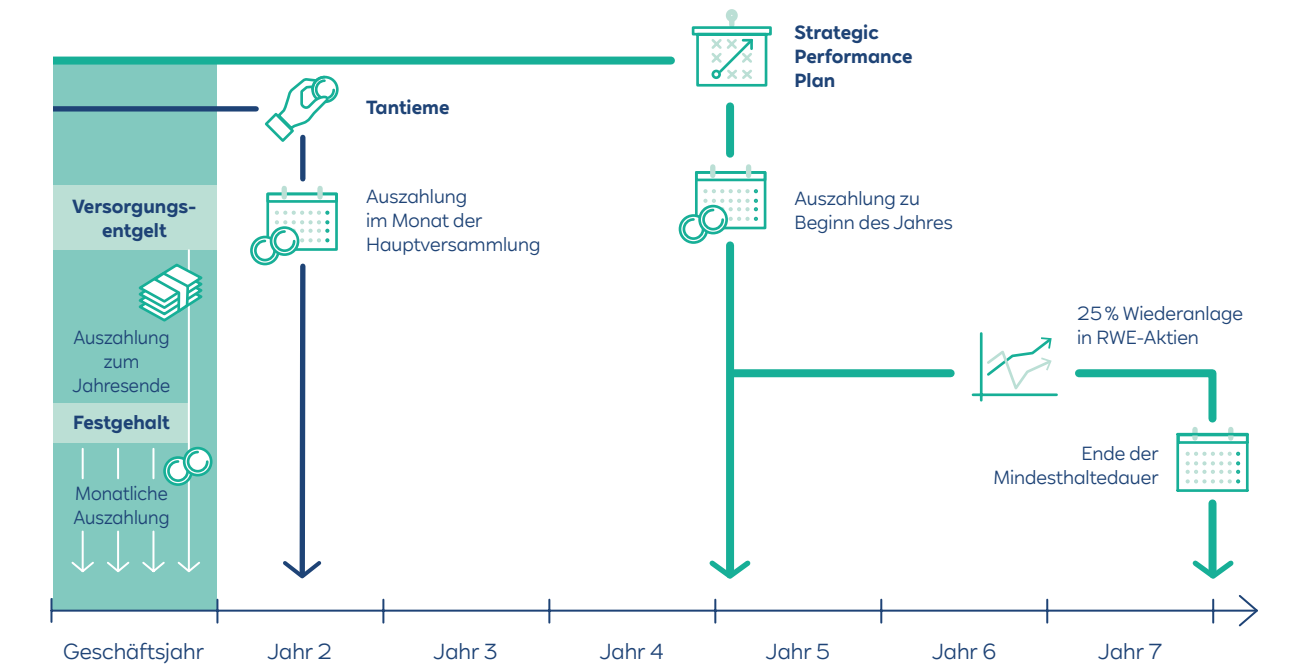 Strategic
Performance
Plan
Tantieme
Versorgungs-
entgelt
Auszahlung
im Monat der
Hauptversammlung
Auszahlung zu
Beginn des Jahres
Auszahlung
zum
Jahresende
25 % Wiederanlage
in RWE-Aktien
Festgehalt
Ende der
Mindesthaltedauer
Monatliche
Auszahlung
Geschäftsjahr
Jahr 2
Jahr 3
Jahr 4
Jahr 5
Jahr 6
Jahr 7